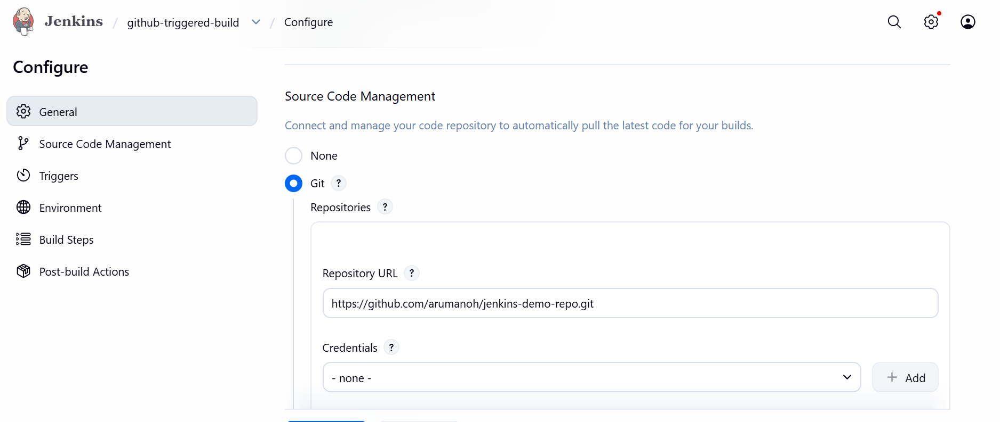 Jenkins / github-triggered-build / Configure
Configure
General
Source Code Management
Triggers
Environment
Build Steps
Post-build Actions
Source Code Management
Connect and manage your code repository to automatically pull the latest code for your builds.
None
Git ?
Repositories ?
Repository URL ?
https://github.com/arumanoh/jenkins-demo-repo.git
Credentials ?
- none -
+ Add